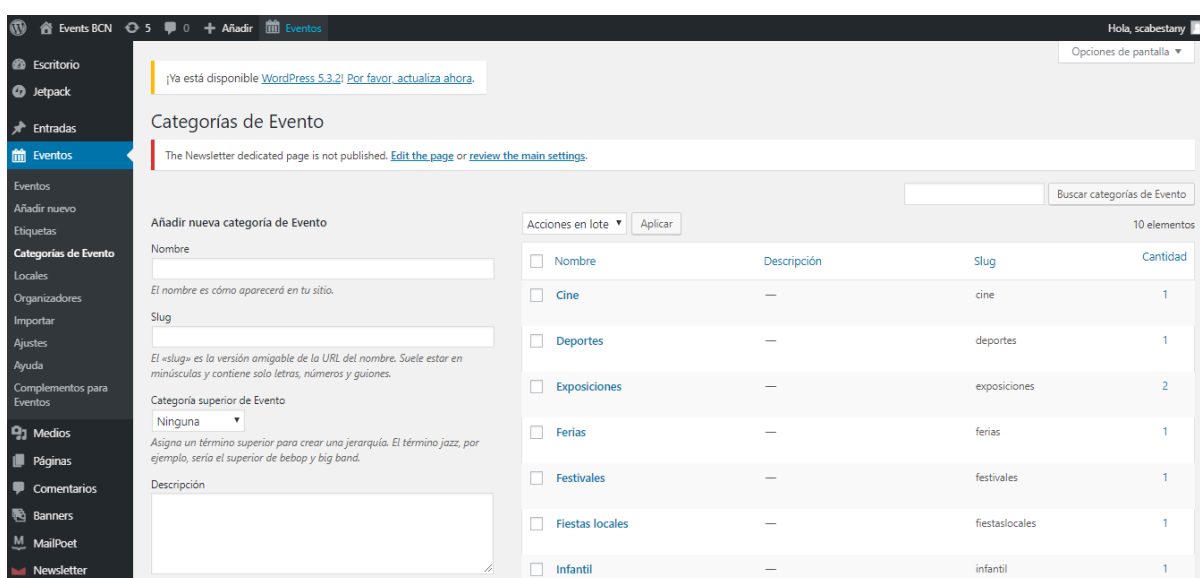 Events BCN 5 0 Añadir Eventos Hola, scabestany
Opciones de pantalla
Escritorio
Jetpack
Entradas
Eventos
Eventos
Añadir nuevo
Etiquetas
Categorías de Evento
Locales
Organizadores
Importar
Ajustes
Ayuda
Complementos para
Eventos
Medios
Páginas
Comentarios
Banners
MailPoet
Newsletter
¡Ya está disponible WordPress 5.3.2! Por favor, actualiza ahora.
Categorías de Evento
The Newsletter dedicated page is not published. Edit the page or review the main settings.
Buscar categorías de Evento
Añadir nueva categoría de Evento
Nombre
El nombre es cómo aparecerá en tu sitio.
Slug
El «slug» es la versión amigable de la URL del nombre. Suele estar en
minúsculas y contiene solo letras, números y guiones.
Categoría superior de Evento
Ninguna
Asigna un término superior para crear una jerarquía. El término jazz, por
ejemplo, sería el superior de bebop y big band.
Descripción
Acciones en lote Aplicar 10 elementos
Nombre Descripción Slug Cantidad
Cine — cine 1
Deportes — deportes 1
Exposiciones — exposiciones 2
Ferias — ferias 1
Festivales — festivales 1
Fiestas locales — fiestaslocales 1
Infantil — infantil 1